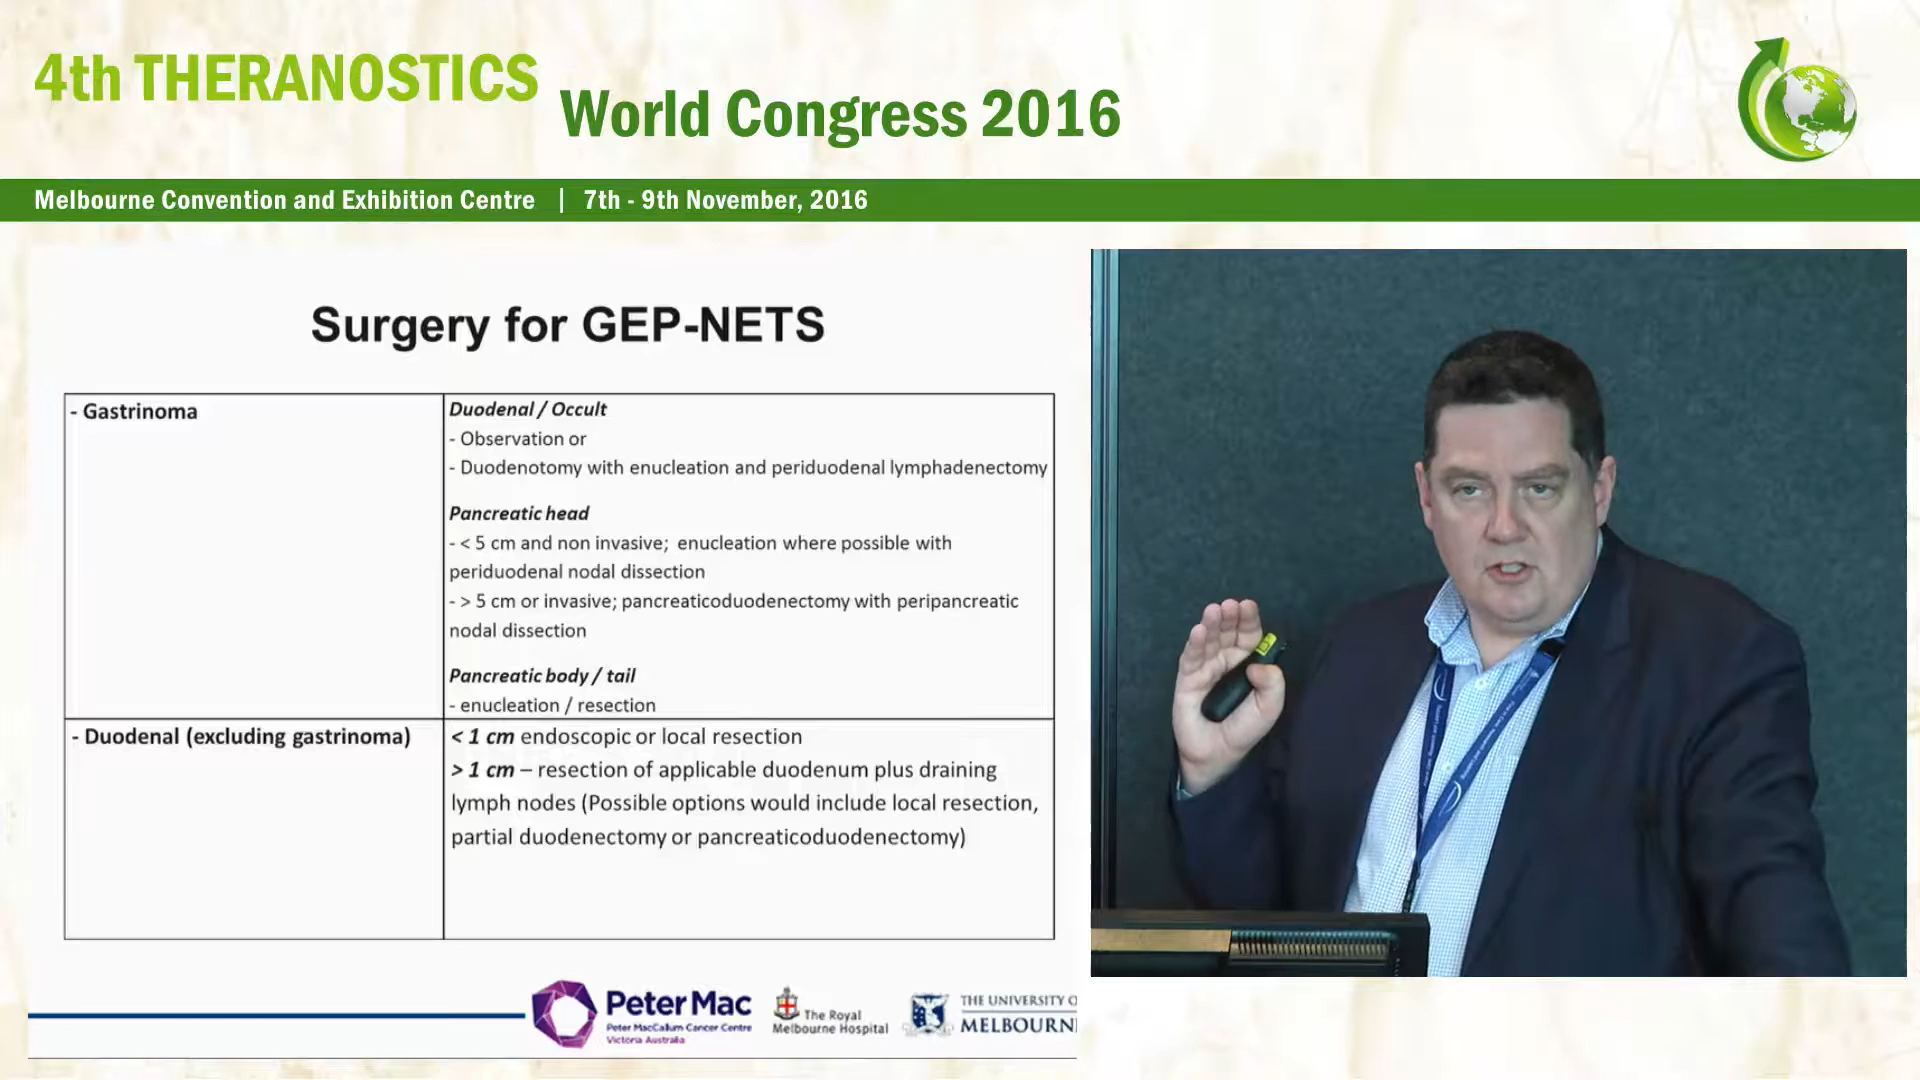 4th THERANOSTICS
World Congress 2016
Melbourne Convention and Exhibition Centre | 7th - 9th November, 2016
Surgery for GEP-NETS
- Gastrinoma
Duodenal / Occult
- Observation or
- Duodenotomy with enucleation and periduodenal lymphadenectomy
Pancreatic head
- < 5 cm and non invasive; enucleation where possible with
periduodenal nodal dissection
- > 5 cm or invasive; pancreaticoduodenectomy with peripancreatic
nodal dissection
Pancreatic body / tail
- enucleation / resection
- Duodenal (excluding gastrinoma)
< 1 cm endoscopic or local resection
> 1 cm – resection of applicable duodenum plus draining
lymph nodes (Possible options would include local resection,
partial duodenectomy or pancreaticoduodenectomy)
Peter Mac
Peter MacCallum Cancer Centre
Victoria Australia
The Royal
Melbourne Hospital
THE UNIVERSITY O
MELBOURN